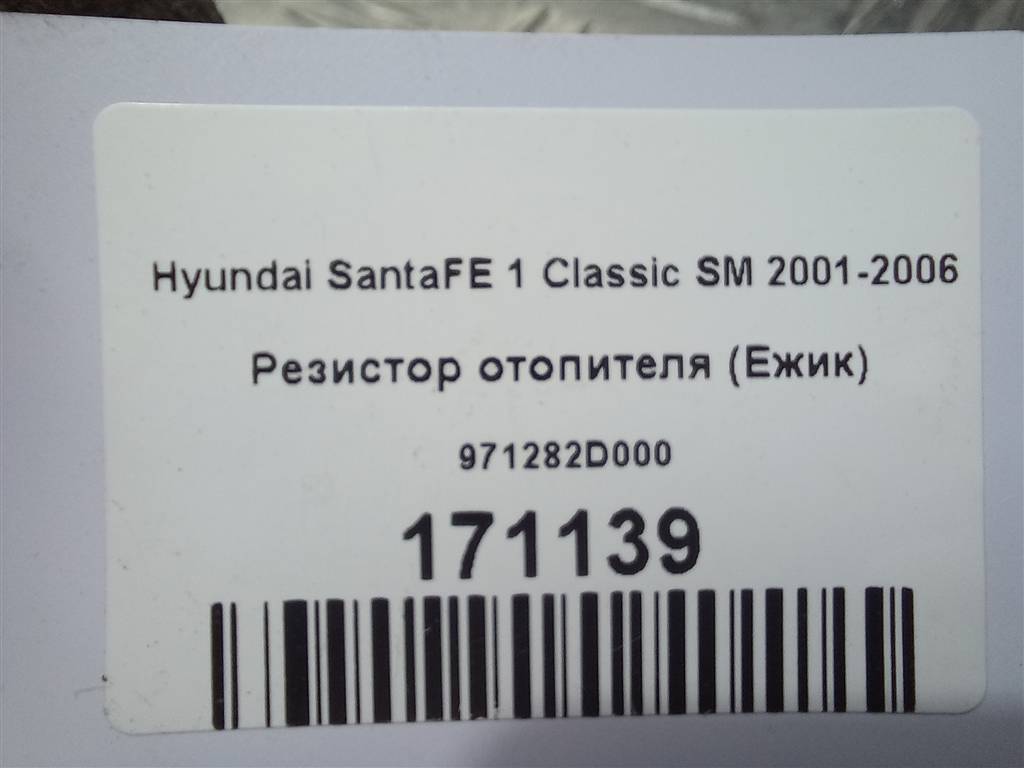 Hyundai SantaFE 1 Classic SM 2001-2006
Резистор отопителя (Ежик)
971282D000
171139